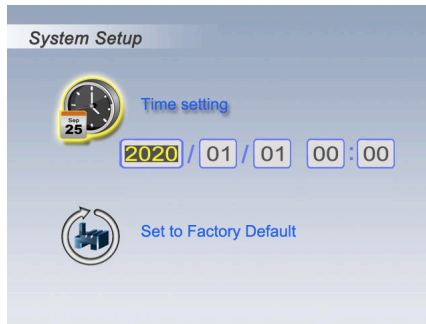 System Setup
Time setting
Sep
25
2020 / 01 / 01 00 : 00
Set to Factory Default